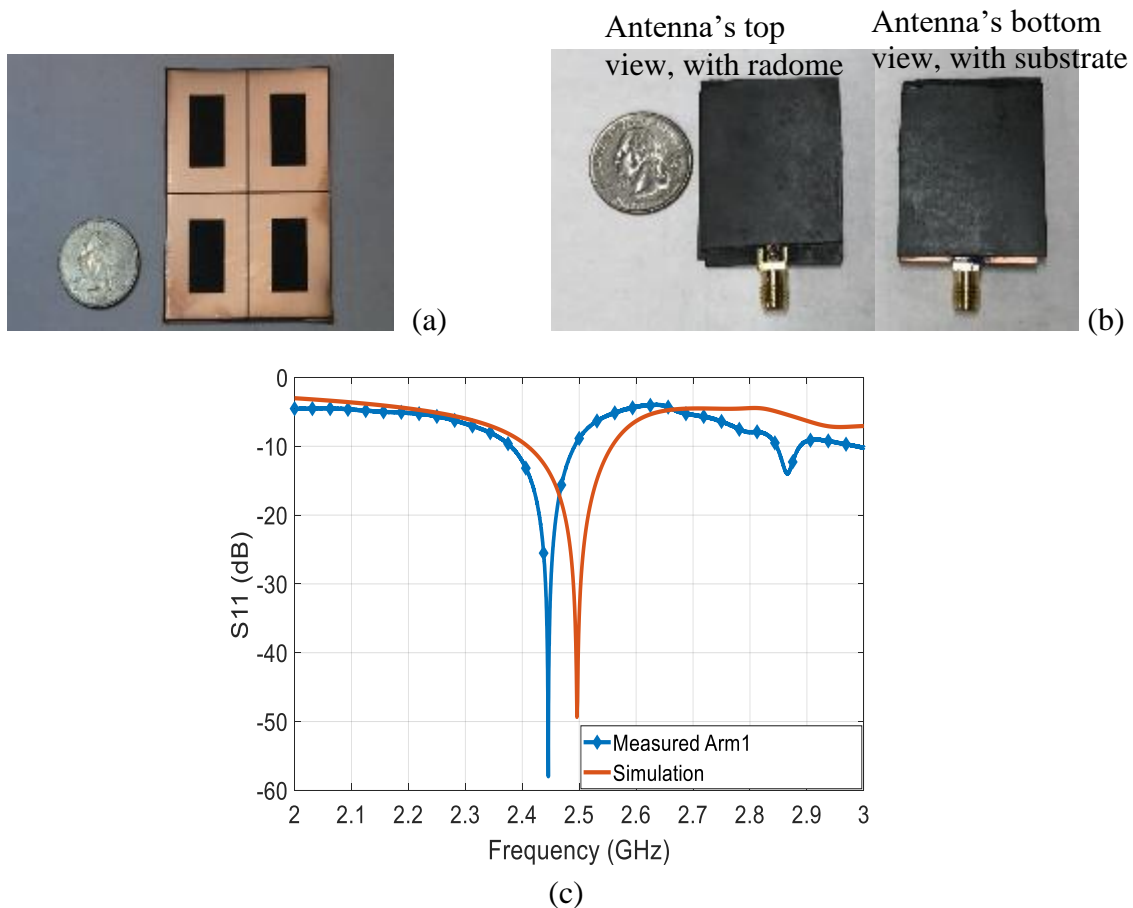 Antenna’s top
view, with radome
Antenna’s bottom
view, with substrate
(a)
(b)
0
-10
-20
-30
-40
-50
-60
S11 (dB)
Measured Arm1
Simulation
2 2.1 2.2 2.3 2.4 2.5 2.6 2.7 2.8 2.9 3
Frequency (GHz)
(c)